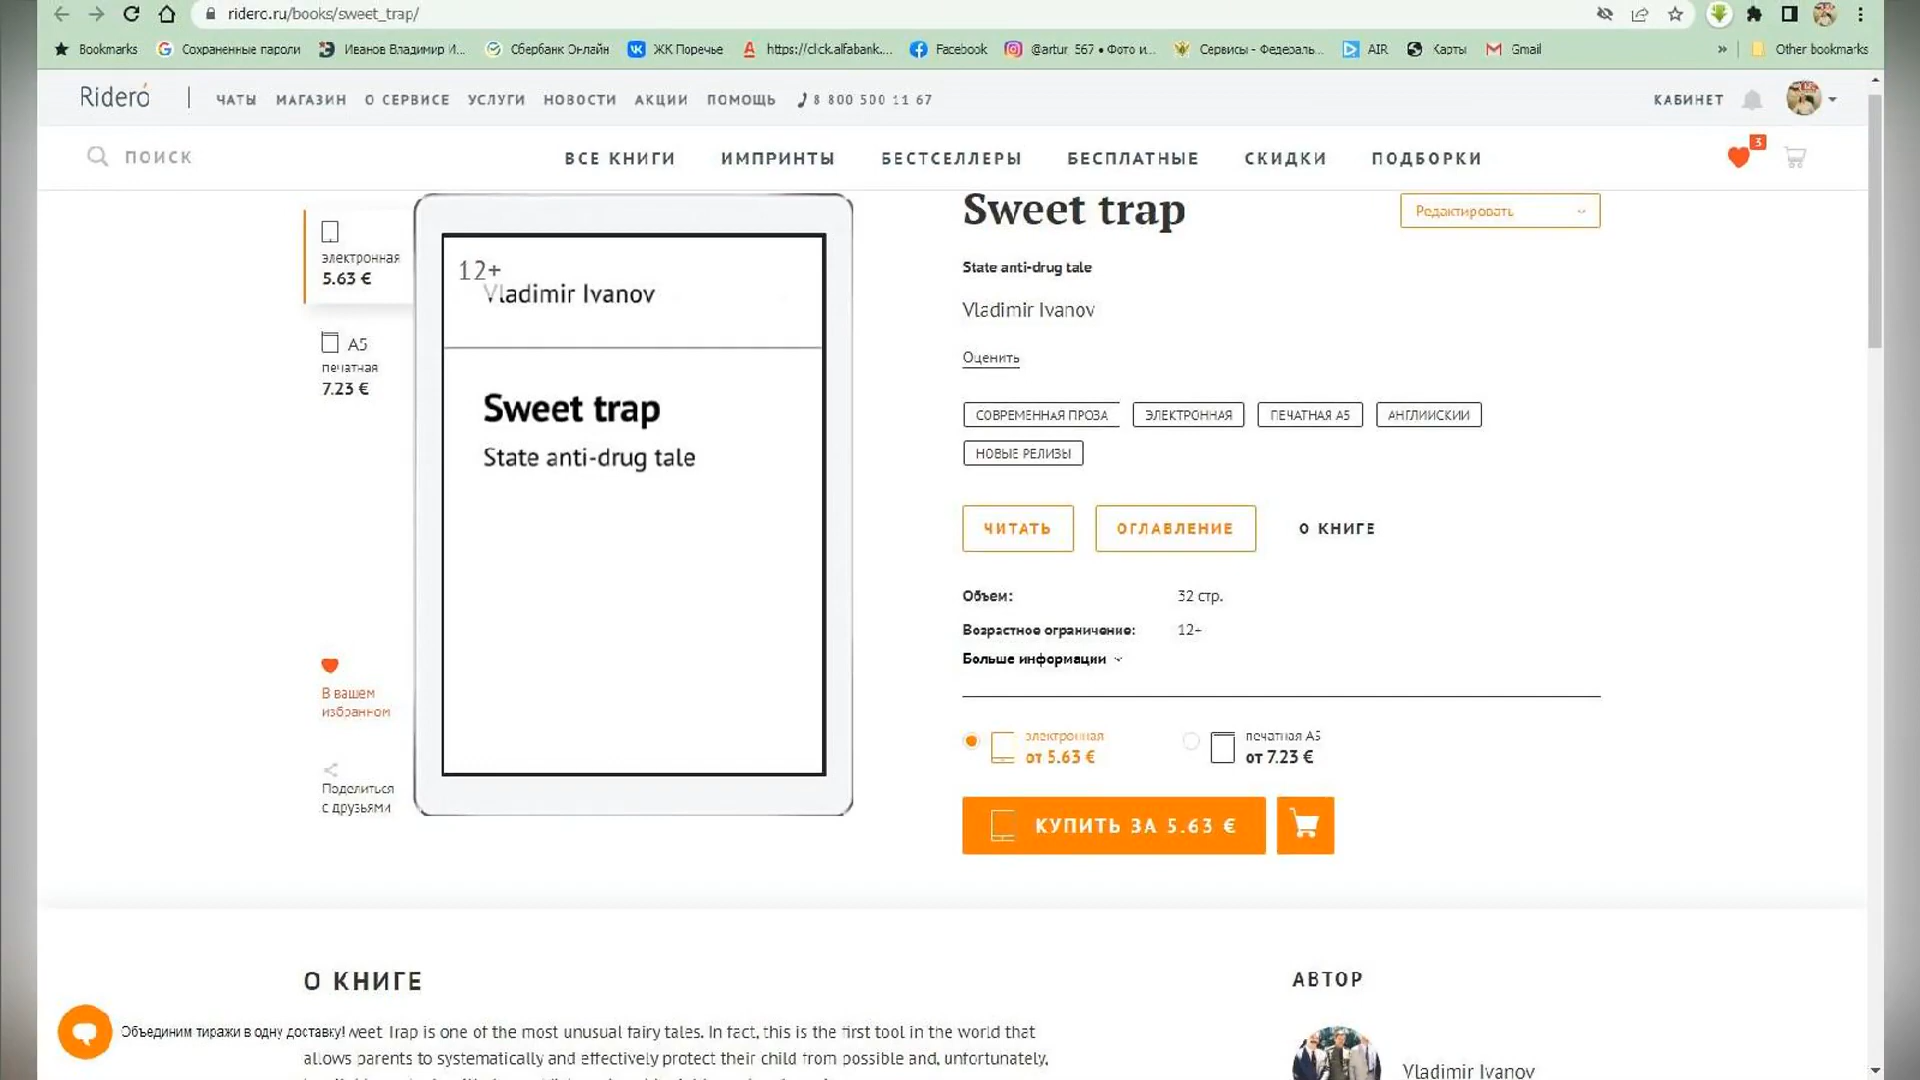 ridero.ru/books/sweet_trap/
Bookmarks Сохраненные пароли Иванов Владимир И... Сбербанк Онлайн ЖК Поречье https://click.alfabank.... Facebook @artur_567 • Фото и... Сервисы - Федераль... AIR Карты Gmail » Other bookmarks
Rideró ЧАТЫ МАГАЗИН О СЕРВИСЕ УСЛУГИ НОВОСТИ АКЦИИ ПОМОЩЬ 8 800 500 11 67 КАБИНЕТ
ПОИСК ВСЕ КНИГИ ИМПРИНТЫ БЕСТСЕЛЛЕРЫ БЕСПЛАТНЫЕ СКИДКИ ПОДБОРКИ 3
электронная
5.63 €
A5
печатная
7.23 €
В вашем
избранном
Поделиться
с друзьями
12+
Vladimir Ivanov
Sweet trap
State anti-drug tale
Sweet trap
Редактировать
State anti-drug tale
Vladimir Ivanov
Оценить
СОВРЕМЕННАЯ ПРОЗА ЭЛЕКТРОННАЯ ПЕЧАТНАЯ A5 АНГЛИЙСКИЙ
НОВЫЕ РЕЛИЗЫ
ЧИТАТЬ ОГЛАВЛЕНИЕ О КНИГЕ
Объем: 32 стр.
Возрастное ограничение: 12+
Больше информации
электронная
от 5.63 €
печатная A5
от 7.23 €
КУПИТЬ ЗА 5.63 €
О КНИГЕ
Объединим тиражи в одну доставку! weet Trap is one of the most unusual fairy tales. In fact, this is the first tool in the world that
allows parents to systematically and effectively protect their child from possible and, unfortunately,
АВТОР
Vladimir Ivanov